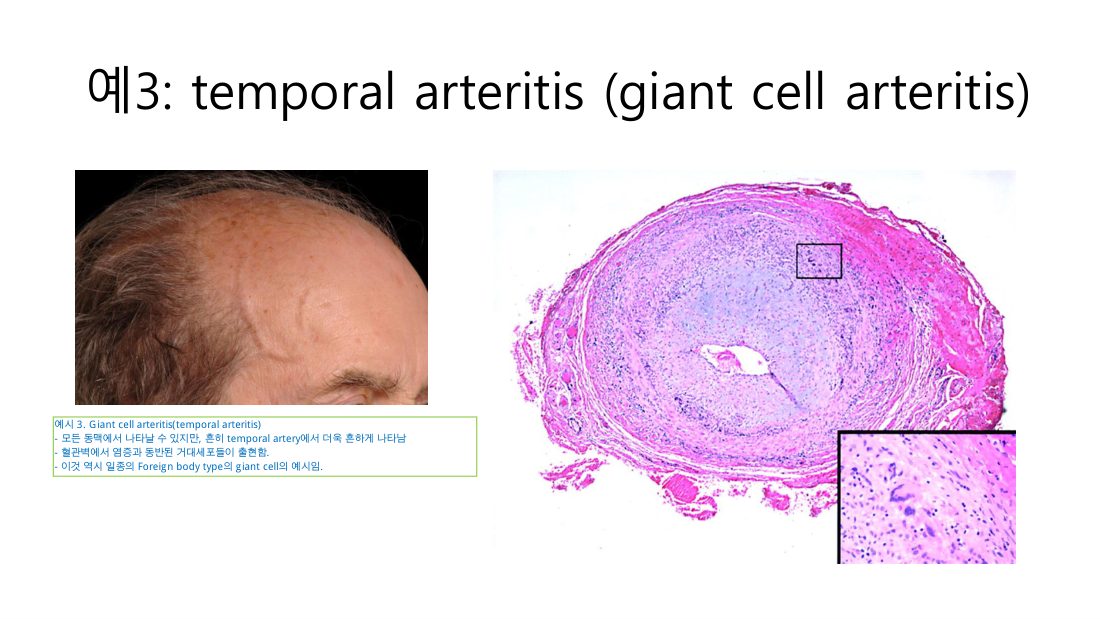 예3: temporal arteritis (giant cell arteritis)
예시 3. Giant cell arteritis(temporal arteritis)
- 모든 동맥에서 나타날 수 있지만, 흔히 temporal artery에서 더욱 흔하게 나타남
- 혈관벽에서 염증과 동반된 거대세포들이 출현함.
- 이것 역시 일종의 Foreign body type의 giant cell의 예시임.